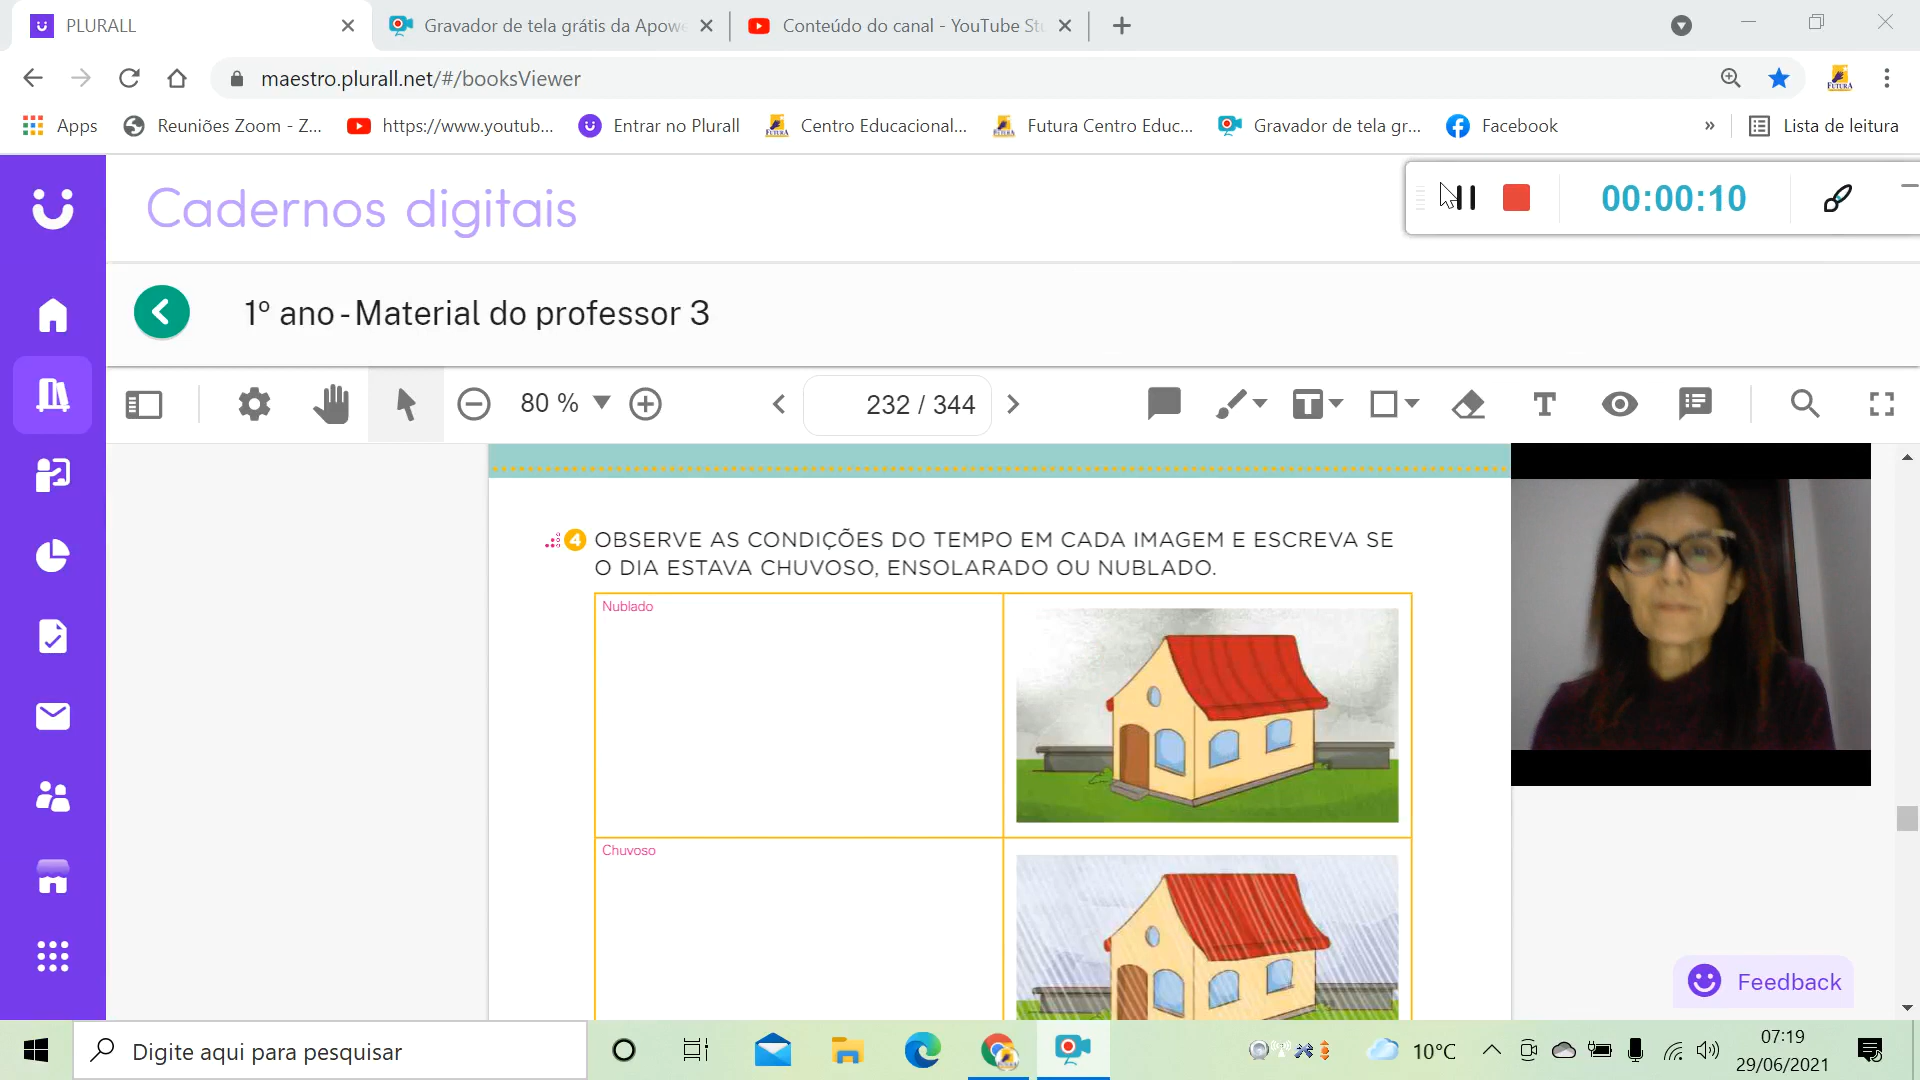 PLURALL
Gravador de tela grátis da Apowe
Conteúdo do canal - YouTube Stu
maestro.plurall.net/#/booksViewer
Apps
Reuniões Zoom - Z...
https://www.youtub...
Entrar no Plurall
Centro Educacional...
Futura Centro Educ...
Gravador de tela gr...
Facebook
»
Lista de leitura
Cadernos digitais
00:00:10
1º ano - Material do professor 3
80 %
232 / 344
4 OBSERVE AS CONDIÇÕES DO TEMPO EM CADA IMAGEM E ESCREVA SE
O DIA ESTAVA CHUVOSO, ENSOLARADO OU NUBLADO.
Nublado
Chuvoso
Feedback
Digite aqui para pesquisar
10°C
07:19
29/06/2021